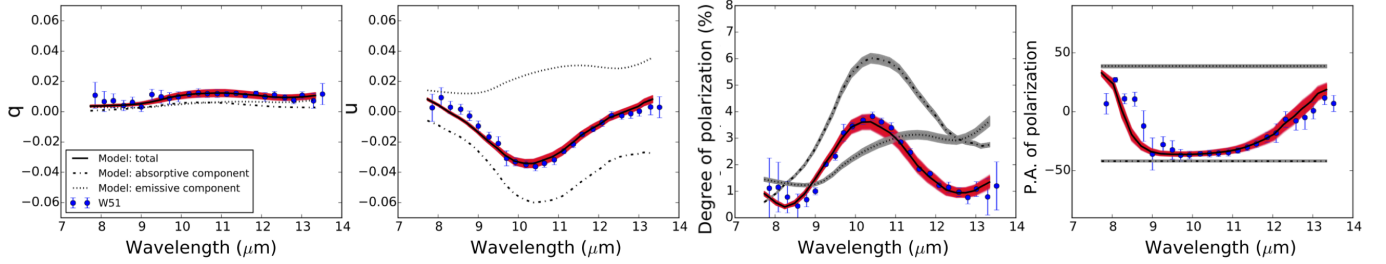 0.06
0.04
0.02
0.00
−0.02
−0.04
−0.06
q
Model: total
Model: absorptive component
Model: emissive component
W51
7 8 9 10 11 12 13 14
Wavelength (μm)
0.06
0.04
0.02
0.00
−0.02
−0.04
−0.06
u
7 8 9 10 11 12 13 14
Wavelength (μm)
8
7
6
5
4
3
2
1
0
Degree of polarization (%)
7 8 9 10 11 12 13 14
Wavelength (μm)
50
0
−50
P.A. of polarization
7 8 9 10 11 12 13 14
Wavelength (μm)